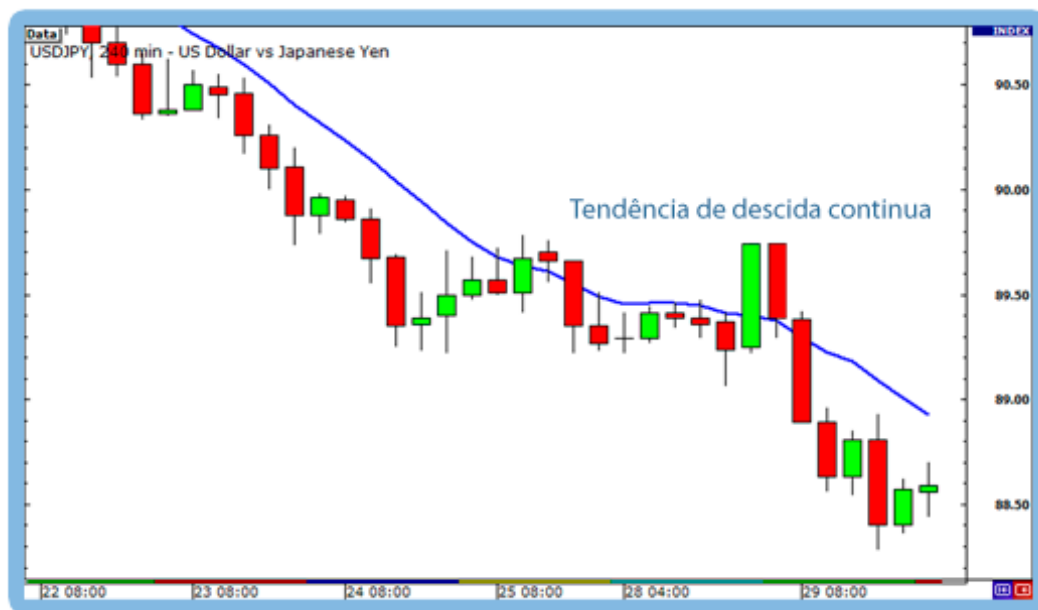 Data
INDEX
USDJPY, 240 min - US Dollar vs Japanese Yen
90.50
90.00
Tendência de descida continua
89.50
89.00
88.50
22 08:00 23 08:00 24 08:00 25 08:00 28 04:00 29 08:00